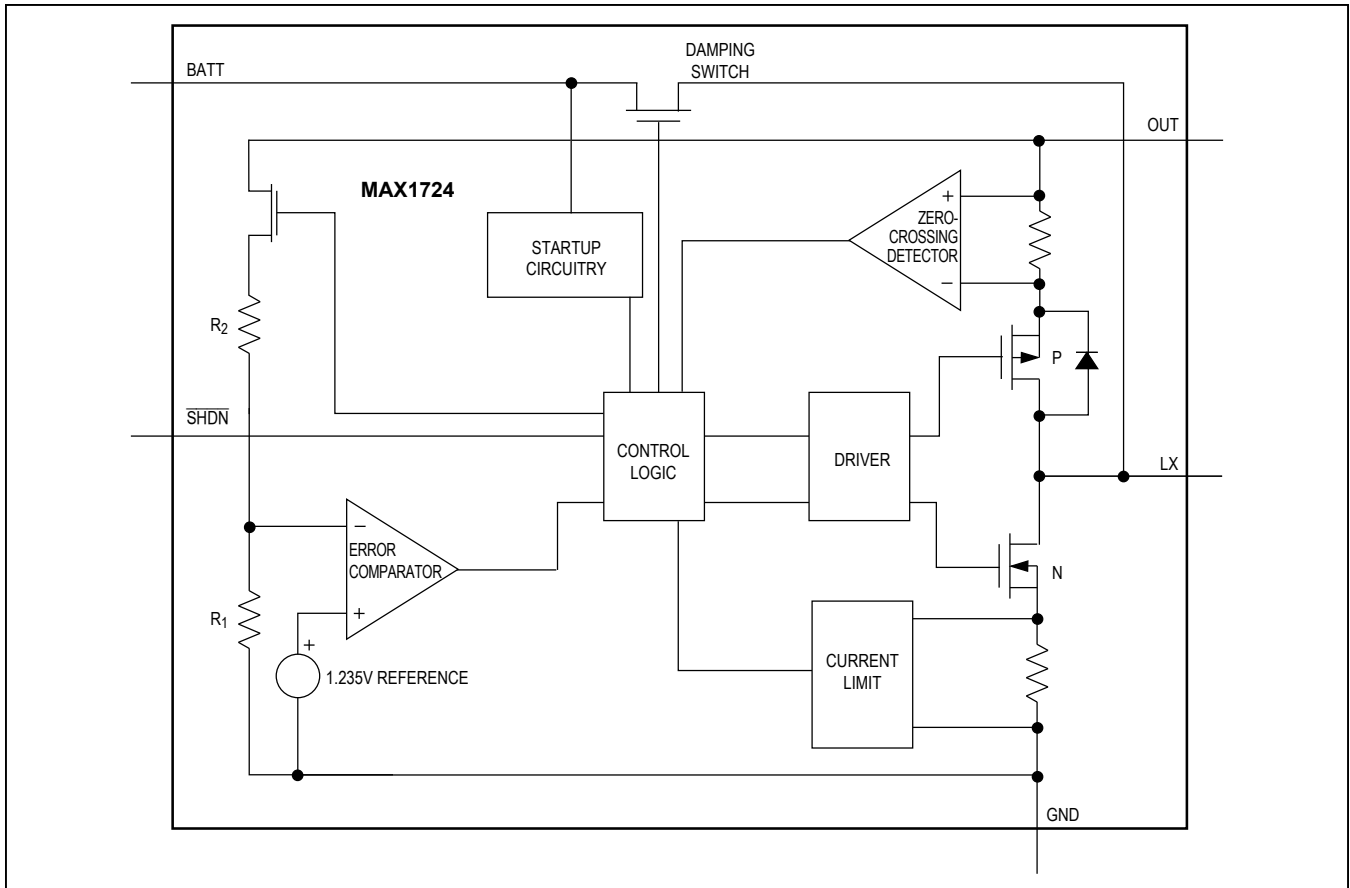 DAMPING
SWITCH
BATT
OUT
MAX1724
+
ZERO-
CROSSING
DETECTOR
−
STARTUP
CIRCUITRY
R2
P
SHDN
CONTROL
LOGIC
DRIVER
LX
−
ERROR
COMPARATOR
+
N
R1
+
1.235V REFERENCE
CURRENT
LIMIT
GND